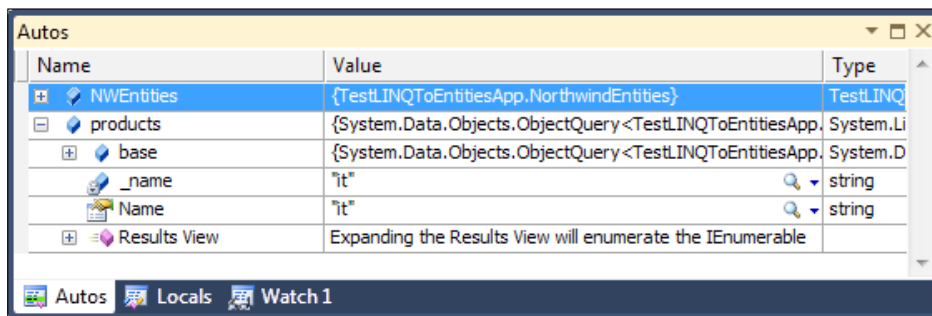 Autos
Name Value Type
NWEntities {TestLINQToEntitiesApp.NorthwindEntities} TestLINQ
products {System.Data.Objects.ObjectQuery<TestLINQToEntitiesApp. System.Li
base {System.Data.Objects.ObjectQuery<TestLINQToEntitiesApp. System.D
_name "it" string
Name "it" string
Results View Expanding the Results View will enumerate the IEnumerable
Autos Locals Watch 1